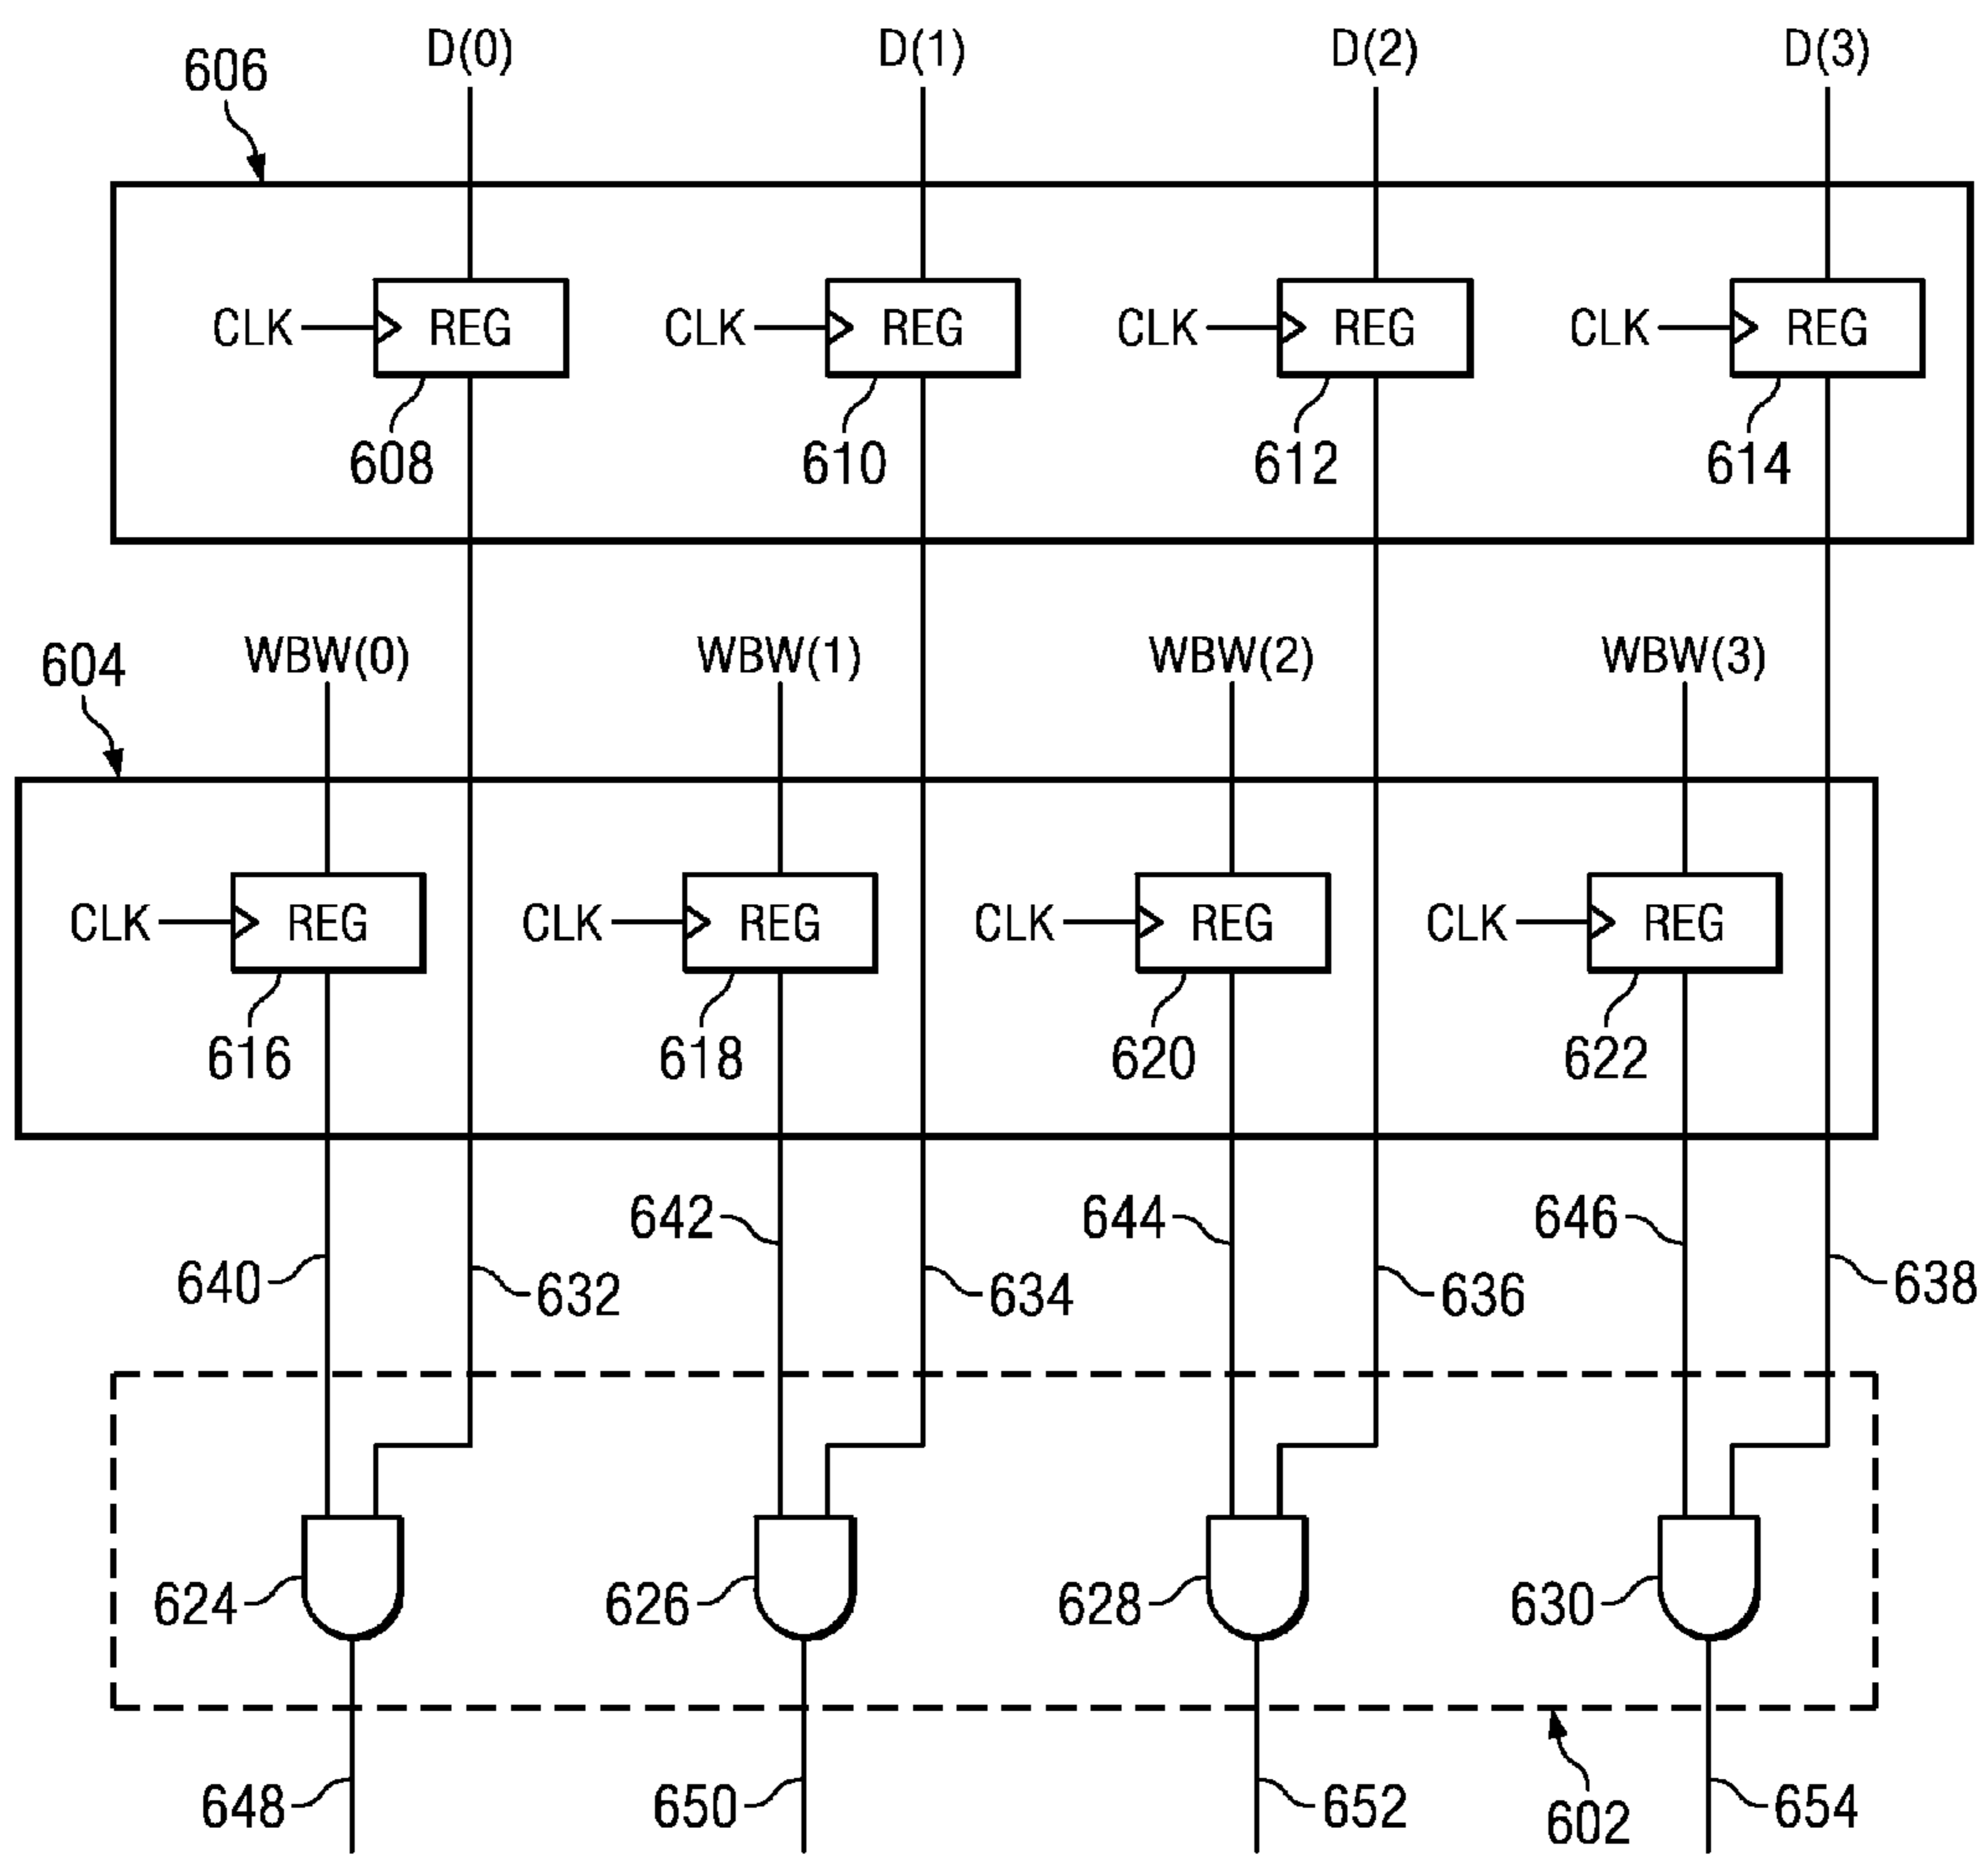 606 D(0) D(1) D(2) D(3)
CLK REG CLK REG CLK REG CLK REG
608 610 612 614
604 WBW(0) WBW(1) WBW(2) WBW(3)
CLK REG CLK REG CLK REG CLK REG
616 618 620 622
642 644 646
640 632 634 636 638
624 626 628 630
648 650 652 602 654